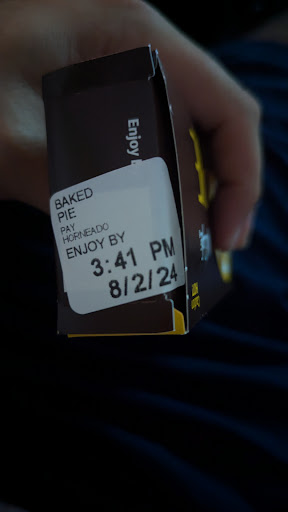 Enjoy
BAKED
PIE
PAY
HORNEADO
ENJOY BY
3:41 PM
8/2/24